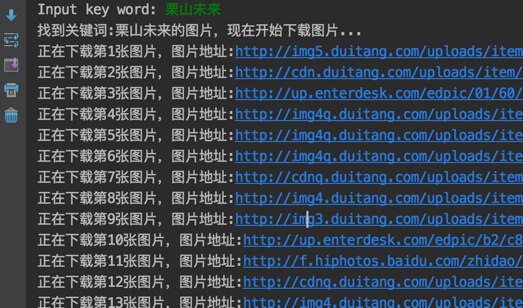 Input key word: 栗山未来
找到关键词:栗山未来的图片，现在开始下载图片...
正在下载第1张图片，图片地址:http://img5.duitang.com/uploads/item
正在下载第2张图片，图片地址:http://cdn.duitang.com/uploads/item/
正在下载第3张图片，图片地址:http://up.enterdesk.com/edpic/01/60/
正在下载第4张图片，图片地址:http://img4q.duitang.com/uploads/ite
正在下载第5张图片，图片地址:http://img4q.duitang.com/uploads/ite
正在下载第6张图片，图片地址:http://img4q.duitang.com/uploads/ite
正在下载第7张图片，图片地址:http://cdnq.duitang.com/uploads/item
正在下载第8张图片，图片地址:http://img4.duitang.com/uploads/item
正在下载第9张图片，图片地址:http://img3.duitang.com/uploads/item
正在下载第10张图片，图片地址:http://up.enterdesk.com/edpic/b2/c8
正在下载第11张图片，图片地址:http://f.hiphotos.baidu.com/zhidao/
正在下载第12张图片，图片地址:http://cdnq.duitang.com/uploads/ite
正在下载第13张图片，图片地址:http://img4.duitang.com/uploads/ite